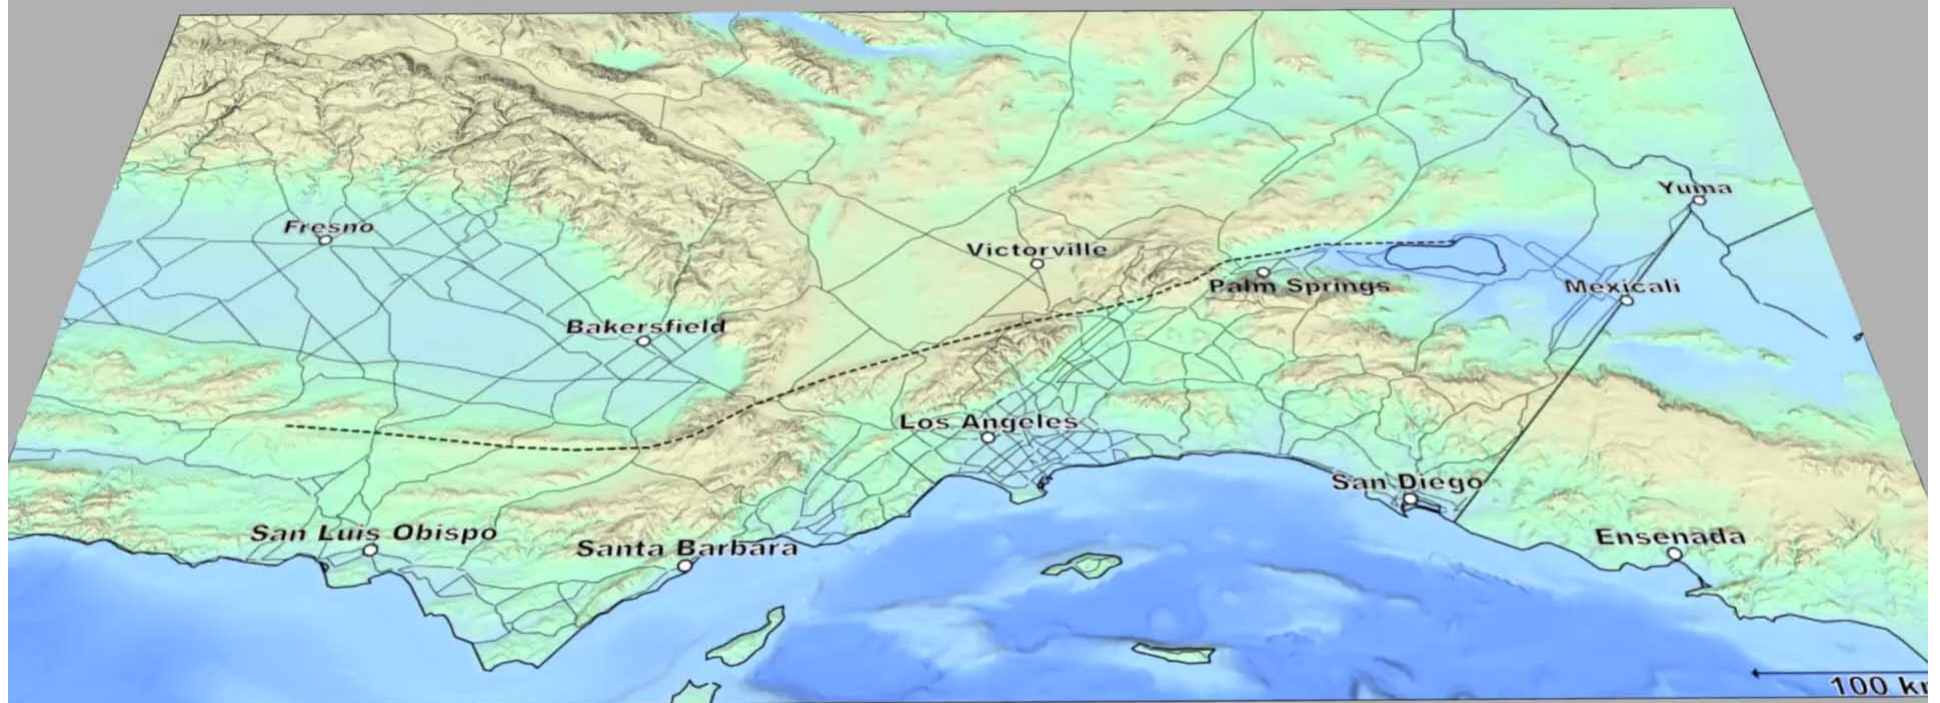 Yuma
Fresno
Victorville
Palm Springs
Mexicali
Bakersfield
Los Angeles
San Diego
San Luis Obispo
Ensenada
Santa Barbara
100 k